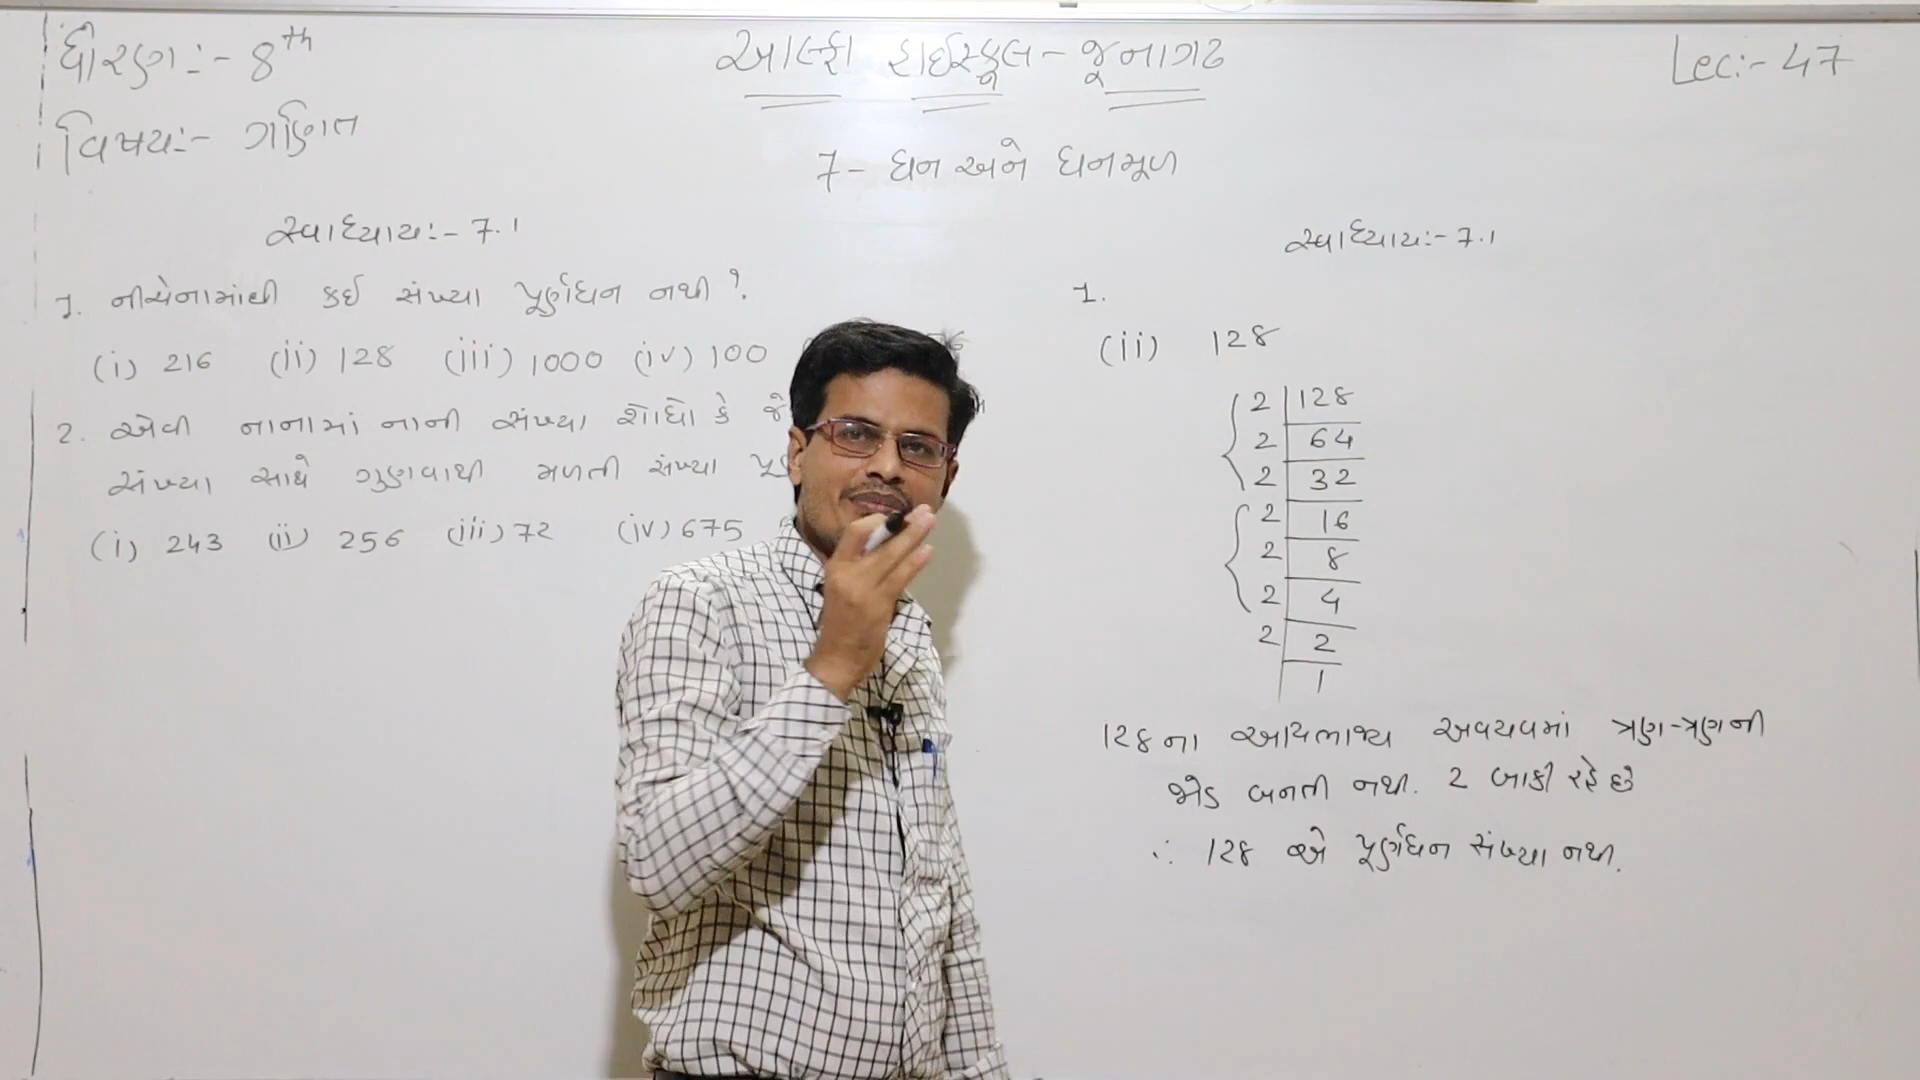 ધોરણ:- 8th
વિષય:- ગણિત
આલ્ફા હાઈસ્કૂલ - જૂનાગઢ
Lec:- 47
7 - ઘન અને ઘનમૂળ
સ્વાધ્યાય:- 7.1
1. નીચેનામાંથી કઈ સંખ્યા પૂર્ણઘન નથી ?
(i) 216 (ii) 128 (iii) 1000 (iv) 100
2. એવી નાનામાં નાની સંખ્યા શોધો કે જે
સંખ્યા સાથે ગુણવાથી મળતી સંખ્યા
(i) 243 (ii) 256 (iii) 72 (iv) 675
સ્વાધ્યાય:- 7.1
1.
(ii) 128
2 128
2 64
2 32
2 16
2 8
2 4
2 2
1
128 ના અવિભાજ્ય અવયવમાં ત્રણ-ત્રણની
જોડ બનતી નથી. 2 બાકી રહે છે
∴ 128 એ પૂર્ણઘન સંખ્યા નથી.